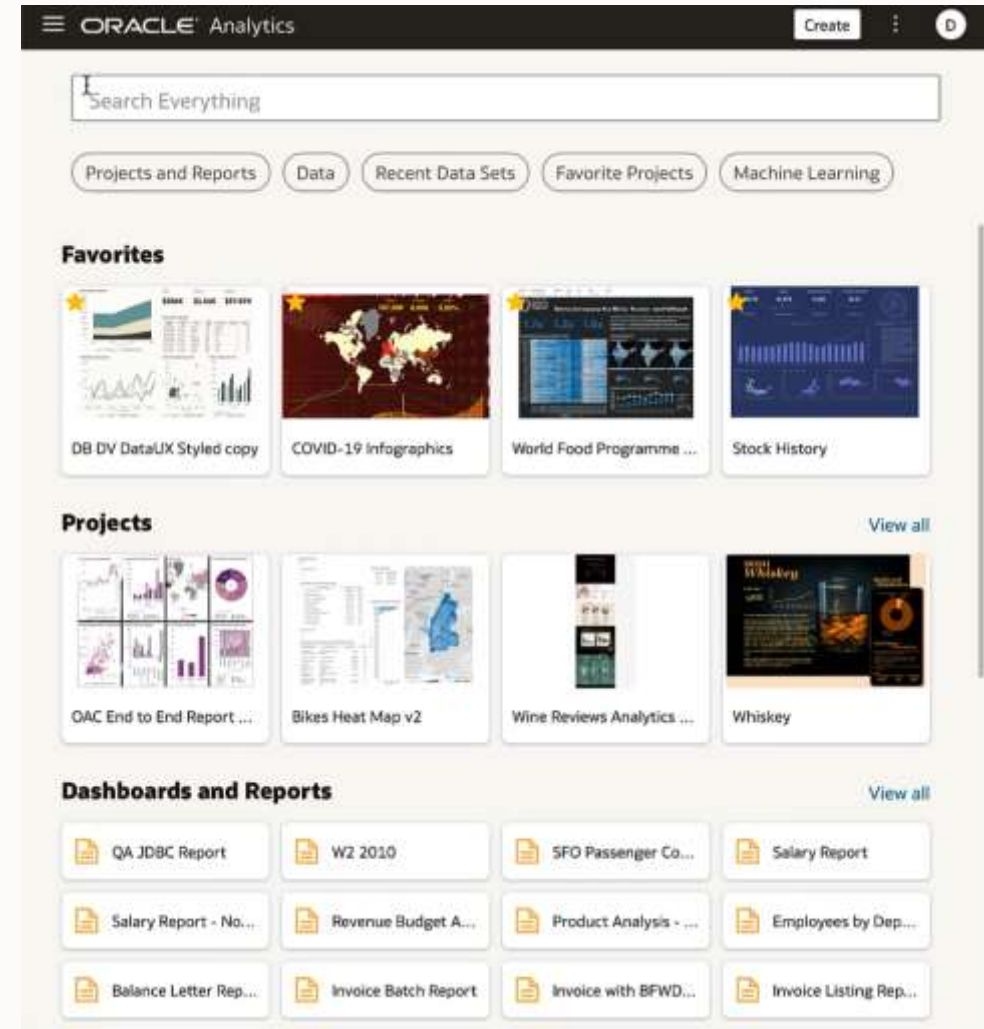 ORACLE Analytics
Create
D
Search Everything
Projects and Reports
Data
Recent Data Sets
Favorite Projects
Machine Learning
Favorites
DB DV DataUX Styled copy
COVID-19 Infographics
World Food Programme ...
Stock History
Projects
View all
OAC End to End Report ...
Bikes Heat Map v2
Wine Reviews Analytics ...
Whiskey
Whiskey
Dashboards and Reports
View all
QA JDBC Report
W2 2010
SFO Passenger Co...
Salary Report
Salary Report - No...
Revenue Budget A...
Product Analysis - ...
Employees by Dep...
Balance Letter Rep...
Invoice Batch Report
Invoice with BFWD...
Invoice Listing Rep...